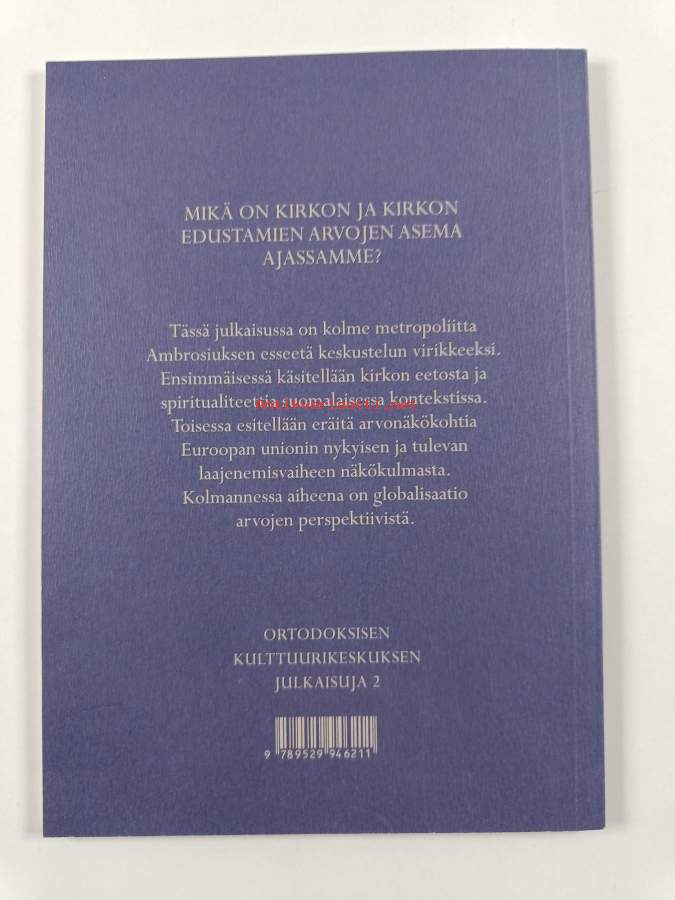 MIKÄ ON KIRKON JA KIRKON
EDUSTAMIEN ARVOJEN ASEMA
AJASSAMME?
Tässä julkaisussa on kolme metropoliitta
Ambrosiuksen esseetä keskustelun virikkeeksi.
Ensimmäisessä käsitellään kirkon eetosta ja
spiritualiteettia suomalaisessa kontekstissa.
Toisessa esitellään eräitä arvonäkökohtia
Euroopan unionin nykyisen ja tulevan
laajenemisvaiheen näkökulmasta.
Kolmannessa aiheena on globalisaatio
arvojen perspektiivistä.
ORTODOKSISEN
KULTTUURIKESKUKSEN
JULKAISUJA 2
9 789529 946211